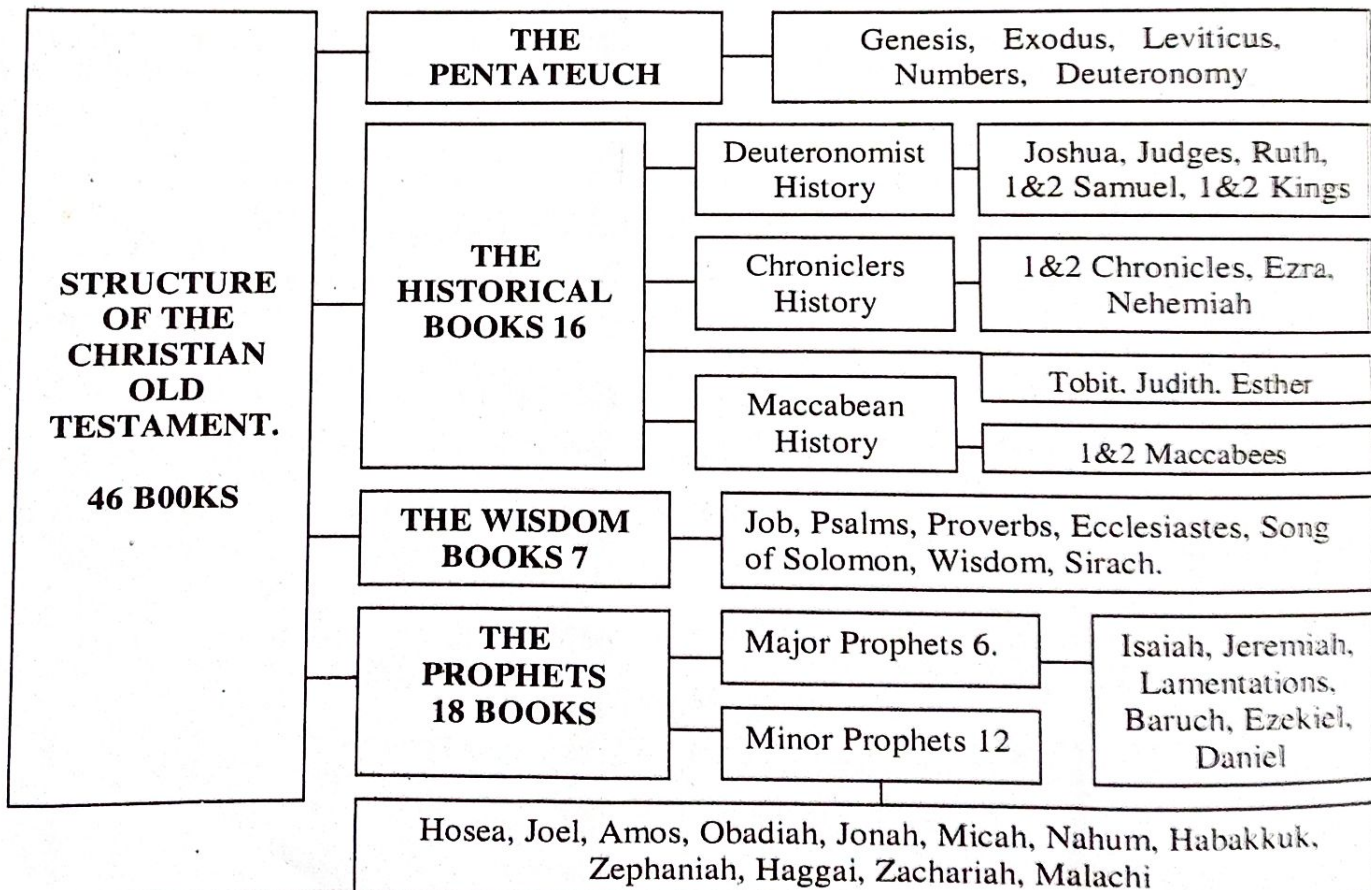 STRUCTURE
OF THE
CHRISTIAN
OLD
TESTAMENT.
46 B00KS
THE
PENTATEUCH
Genesis, Exodus, Leviticus,
Numbers, Deuteronomy
THE
HISTORICAL
BOOKS 16
Deuteronomist
History
Joshua, Judges, Ruth,
1&2 Samuel, 1&2 Kings
Chroniclers
History
1&2 Chronicles, Ezra,
Nehemiah
Tobit. Judith. Esther
Maccabean
History
1&2 Maccabees
THE WISDOM
BOOKS 7
Job, Psalms, Proverbs, Ecclesiastes, Song
of Solomon, Wisdom, Sirach.
THE
PROPHETS
18 BOOKS
Major Prophets 6.
Isaiah, Jeremiah,
Lamentations,
Baruch, Ezekiel,
Daniel
Minor Prophets 12
Hosea, Joel, Amos, Obadiah, Jonah, Micah, Nahum, Habakkuk,
Zephaniah, Haggai, Zachariah, Malachi